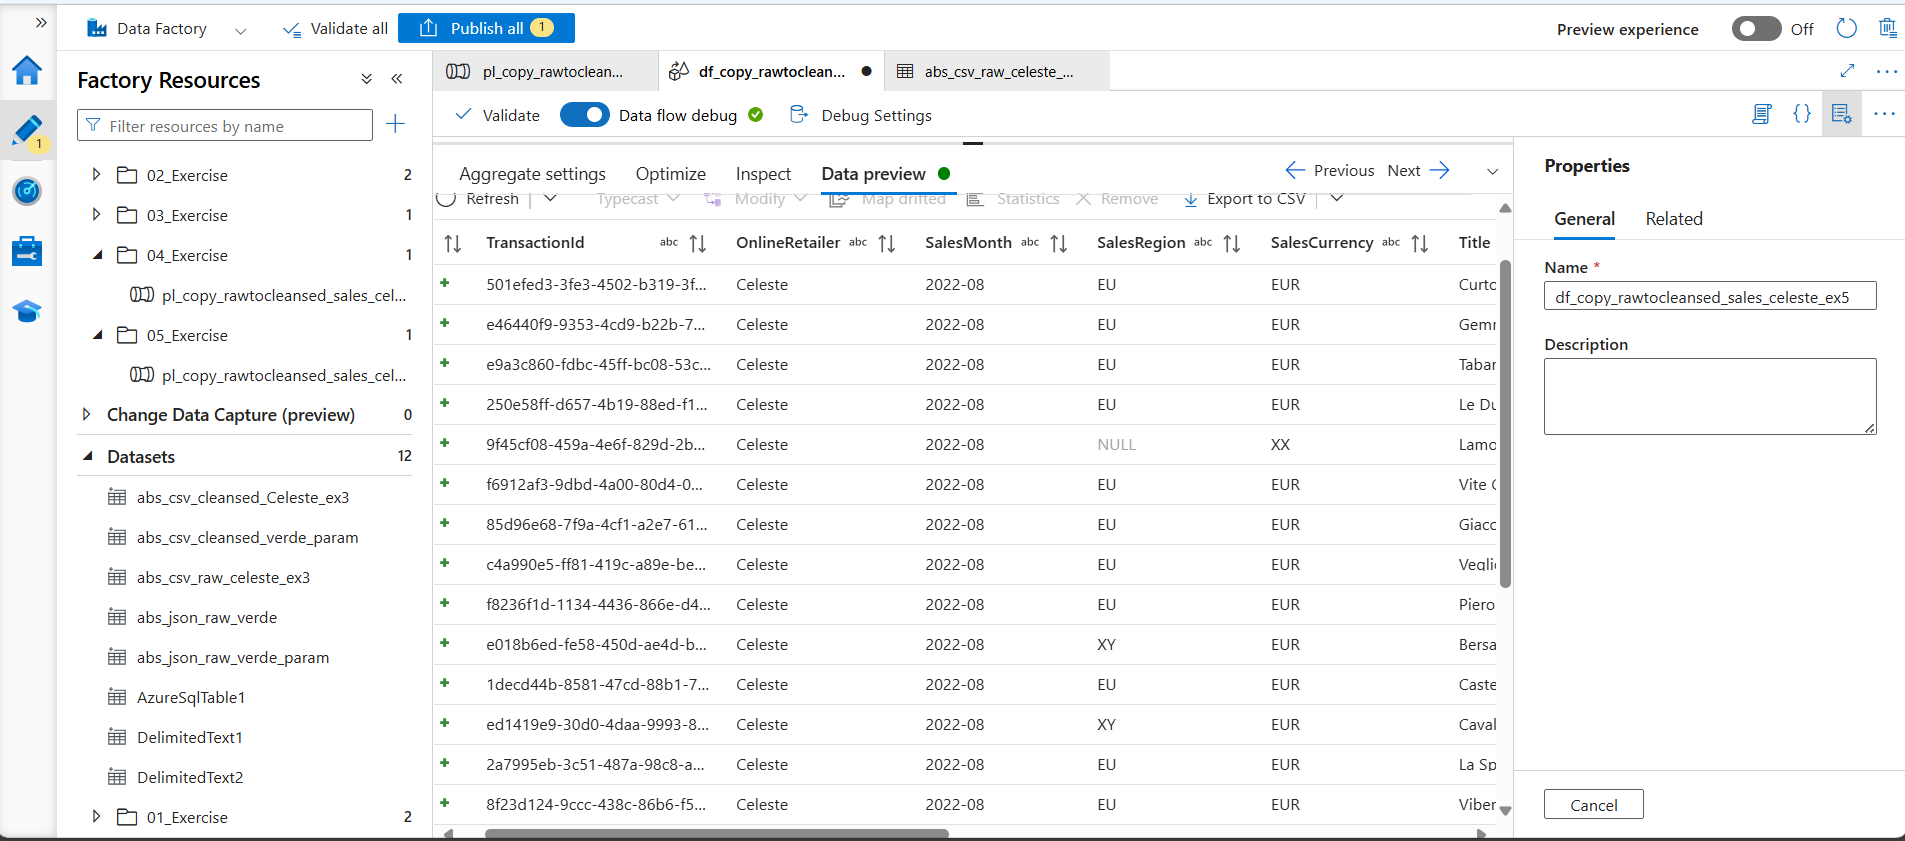 Data Factory
Validate all
Publish all 1
Preview experience
Off
Factory Resources
Filter resources by name
1
02_Exercise 2
03_Exercise 1
04_Exercise 1
pl_copy_rawtocleansed_sales_cel...
05_Exercise 1
pl_copy_rawtocleansed_sales_cel...
Change Data Capture (preview) 0
Datasets 12
abs_csv_cleansed_Celeste_ex3
abs_csv_cleansed_verde_param
abs_csv_raw_celeste_ex3
abs_json_raw_verde
abs_json_raw_verde_param
AzureSqlTable1
DelimitedText1
DelimitedText2
01_Exercise 2
pl_copy_rawtoclean...
df_copy_rawtoclean...
abs_csv_raw_celeste_...
Validate
Data flow debug
Debug Settings
{}
Aggregate settings
Optimize
Inspect
Data preview
Previous
Next
Refresh
Typecast
Modify
Map drifted
Statistics
Remove
Export to CSV
TransactionId abc OnlineRetailer abc SalesMonth abc SalesRegion abc SalesCurrency abc Title
501efed3-3fe3-4502-b319-3f... Celeste 2022-08 EU EUR Curto
e46440f9-9353-4cd9-b22b-7... Celeste 2022-08 EU EUR Gemr
e9a3c860-fdbc-45ff-bc08-53c... Celeste 2022-08 EU EUR Tabar
250e58ff-d657-4b19-88ed-f1... Celeste 2022-08 EU EUR Le Du
9f45cf08-459a-4e6f-829d-2b... Celeste 2022-08 NULL XX Lamo
f6912af3-9dbd-4a00-80d4-0... Celeste 2022-08 EU EUR Vite C
85d96e68-7f9a-4cf1-a2e7-61... Celeste 2022-08 EU EUR Giacc
c4a990e5-ff81-419c-a89e-be... Celeste 2022-08 EU EUR Veglie
f8236f1d-1134-4436-866e-d4... Celeste 2022-08 EU EUR Piero
e018b6ed-fe58-450d-ae4d-b... Celeste 2022-08 XY EUR Bersa
1decd44b-8581-47cd-88b1-7... Celeste 2022-08 EU EUR Caste
ed1419e9-30d0-4daa-9993-8... Celeste 2022-08 XY EUR Caval
2a7995eb-3c51-487a-98c8-a... Celeste 2022-08 EU EUR La Sp
8f23d124-9ccc-438c-86b6-f5... Celeste 2022-08 EU EUR Viber
Properties
General
Related
Name *
df_copy_rawtocleansed_sales_celeste_ex5
Description
Cancel